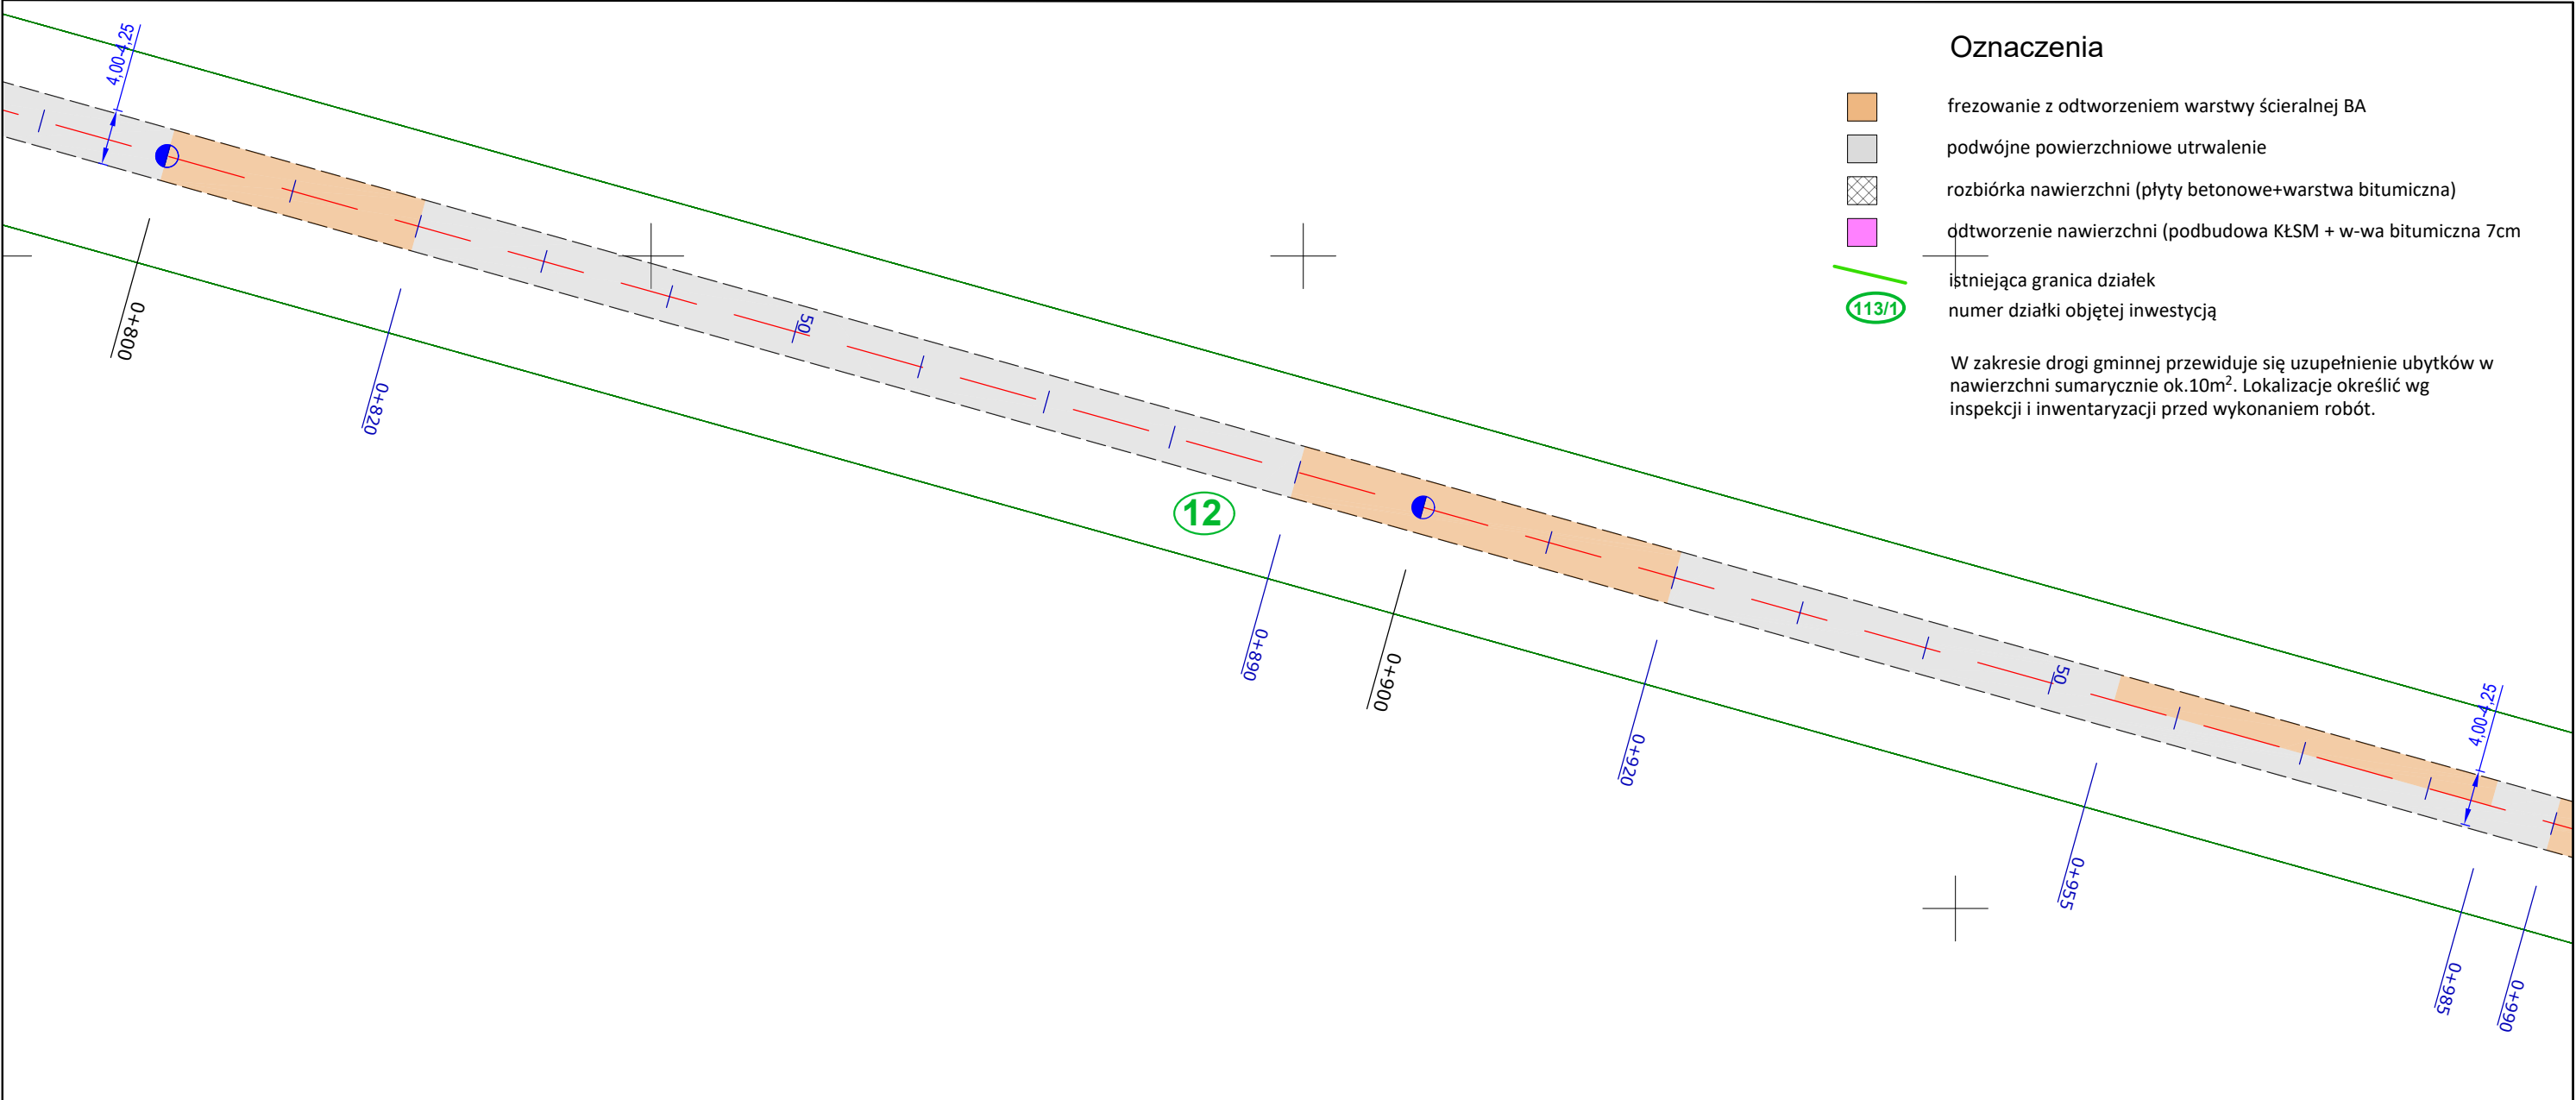 Oznaczenia
frezowanie z odtworzeniem warstwy ścieralnej BA
podwójne powierzchniowe utrwalenie
rozbiórka nawierzchni (płyty betonowe+warstwa bitumiczna)
odtworzenie nawierzchni (podbudowa KŁSM + w-wa bitumiczna 7cm
istniejąca granica działek
113/1
numer działki objętej inwestycją
W zakresie drogi gminnej przewiduje się uzupełnienie ubytków w
nawierzchni sumarycznie ok.10m². Lokalizacje określić wg
inspekcji i inwentaryzacji przed wykonaniem robót.
4,00-4,25
0+800
0+820
50
12
0+890
0+900
0+920
50
0+955
4,00-4,25
0+985
0+990